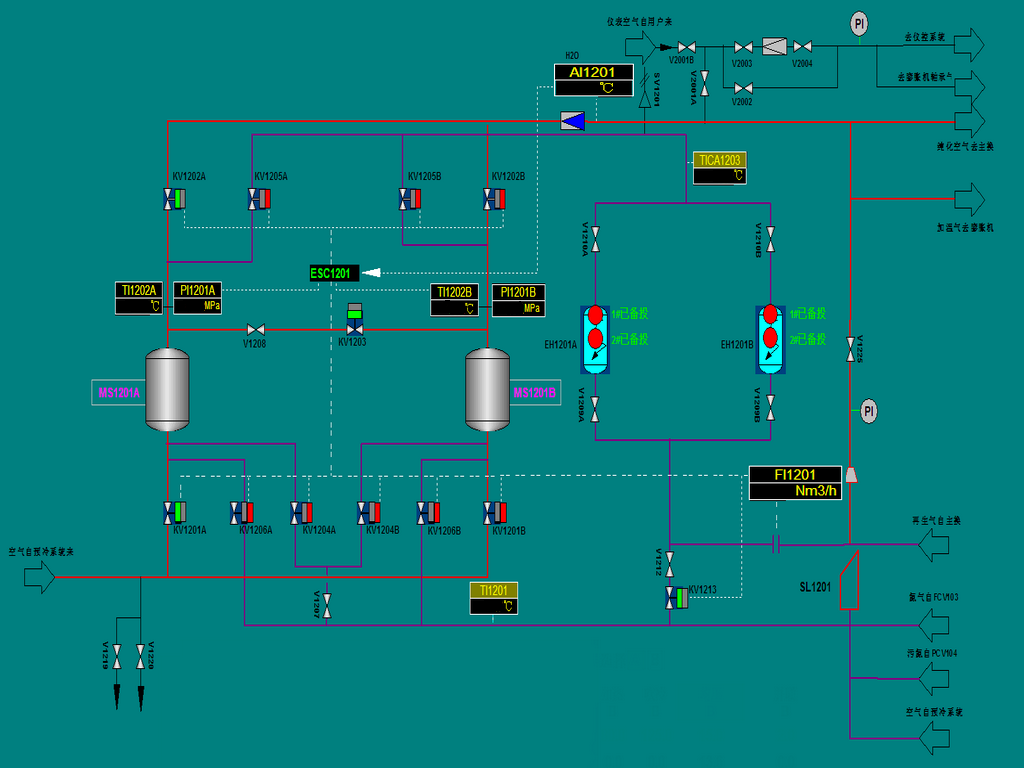 仪表空气自用户来
PI
去仪控系统
H2O
V2001B
V2003
V2004
AI1201
℃
SV1201
V2001A
V2002
去膨胀机轴承气
纯化空气去主换
TICA1203
℃
KV1202A
KV1205A
KV1205B
KV1202B
加温气去膨胀机
V1210A
V1210B
ESC1201
TI1202A
℃
PI1201A
MPa
TI1202B
℃
PI1201B
MPa
1#已备投
2#已备投
1#已备投
2#已备投
V1208
KV1203
EH1201A
EH1201B
V1225
MS1201A
MS1201B
V1209A
V1209B
PI
FI1201
Nm3/h
KV1201A
KV1206A
KV1204A
KV1204B
KV1206B
KV1201B
再生气自主换
空气自预冷系统来
V1212
KV1213
SL1201
TI1201
℃
V1207
氮气自FCV103
V1219
V1220
污氮自PCV104
空气自预冷系统